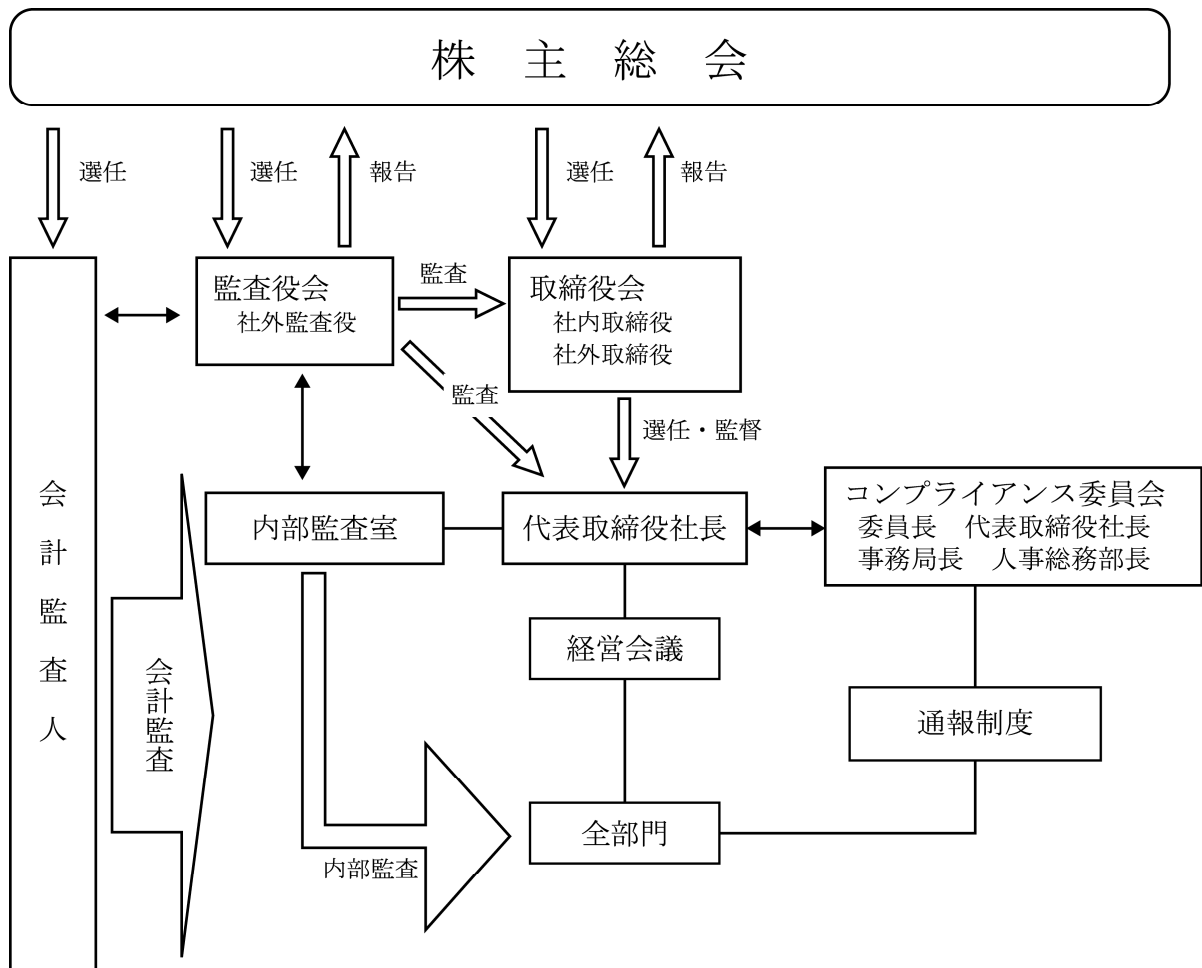 株主総会
選任
選任
報告
選任
報告
監査役会
社外監査役
監査
取締役会
社内取締役
社外取締役
監査
選任・監督
会計監査人
会計監査
内部監査室
代表取締役社長
コンプライアンス委員会
委員長 代表取締役社長
事務局長 人事総務部長
経営会議
通報制度
全部門
内部監査